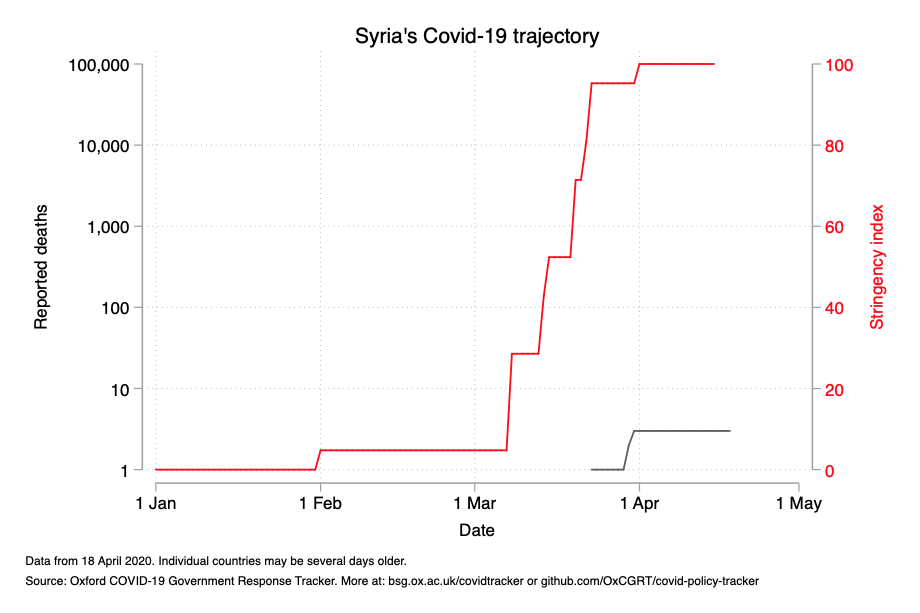 Syria's Covid-19 trajectory
100,000
10,000
1,000
100
10
1
Reported deaths
100
80
60
40
20
0
Stringency index
1 Jan
1 Feb
1 Mar
1 Apr
1 May
Date
Data from 18 April 2020. Individual countries may be several days older.
Source: Oxford COVID-19 Government Response Tracker. More at: bsg.ox.ac.uk/covidtracker or github.com/OxCGRT/covid-policy-tracker